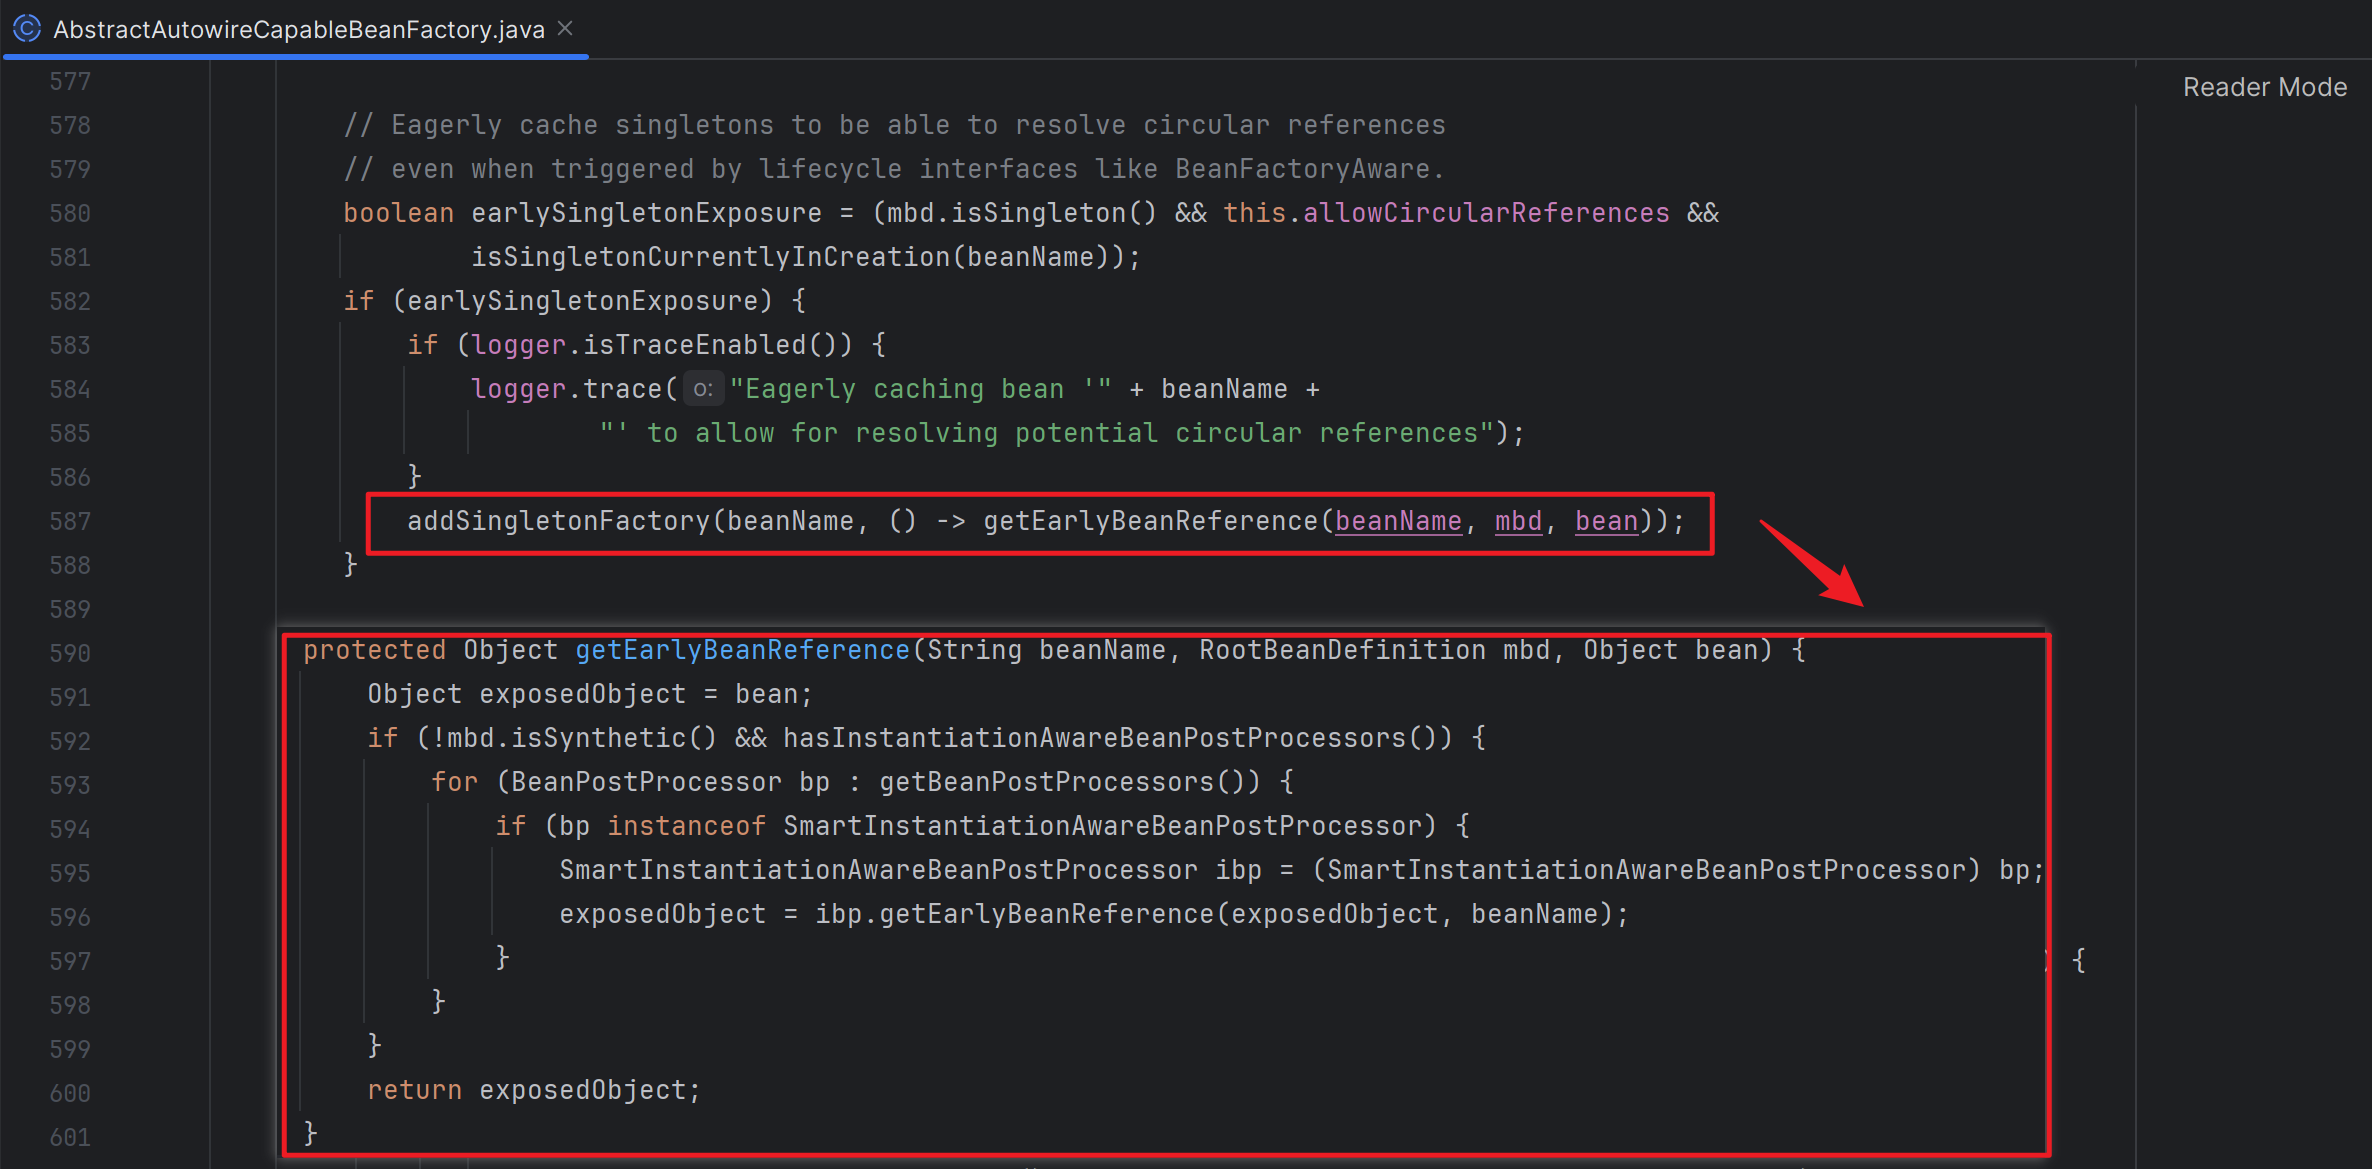 AbstractAutowireCapableBeanFactory.java
Reader Mode
577
578 // Eagerly cache singletons to be able to resolve circular references
579 // even when triggered by lifecycle interfaces like BeanFactoryAware.
580 boolean earlySingletonExposure = (mbd.isSingleton() && this.allowCircularReferences &&
581 isSingletonCurrentlyInCreation(beanName));
582 if (earlySingletonExposure) {
583 if (logger.isTraceEnabled()) {
584 logger.trace( o: "Eagerly caching bean '" + beanName +
585 "' to allow for resolving potential circular references");
586 }
587 addSingletonFactory(beanName, () -> getEarlyBeanReference(beanName, mbd, bean));
588 }
589
590 protected Object getEarlyBeanReference(String beanName, RootBeanDefinition mbd, Object bean) {
591 Object exposedObject = bean;
592 if (!mbd.isSynthetic() && hasInstantiationAwareBeanPostProcessors()) {
593 for (BeanPostProcessor bp : getBeanPostProcessors()) {
594 if (bp instanceof SmartInstantiationAwareBeanPostProcessor) {
595 SmartInstantiationAwareBeanPostProcessor ibp = (SmartInstantiationAwareBeanPostProcessor) bp;
596 exposedObject = ibp.getEarlyBeanReference(exposedObject, beanName);
597 } {
598 }
599 }
600 return exposedObject;
601 }